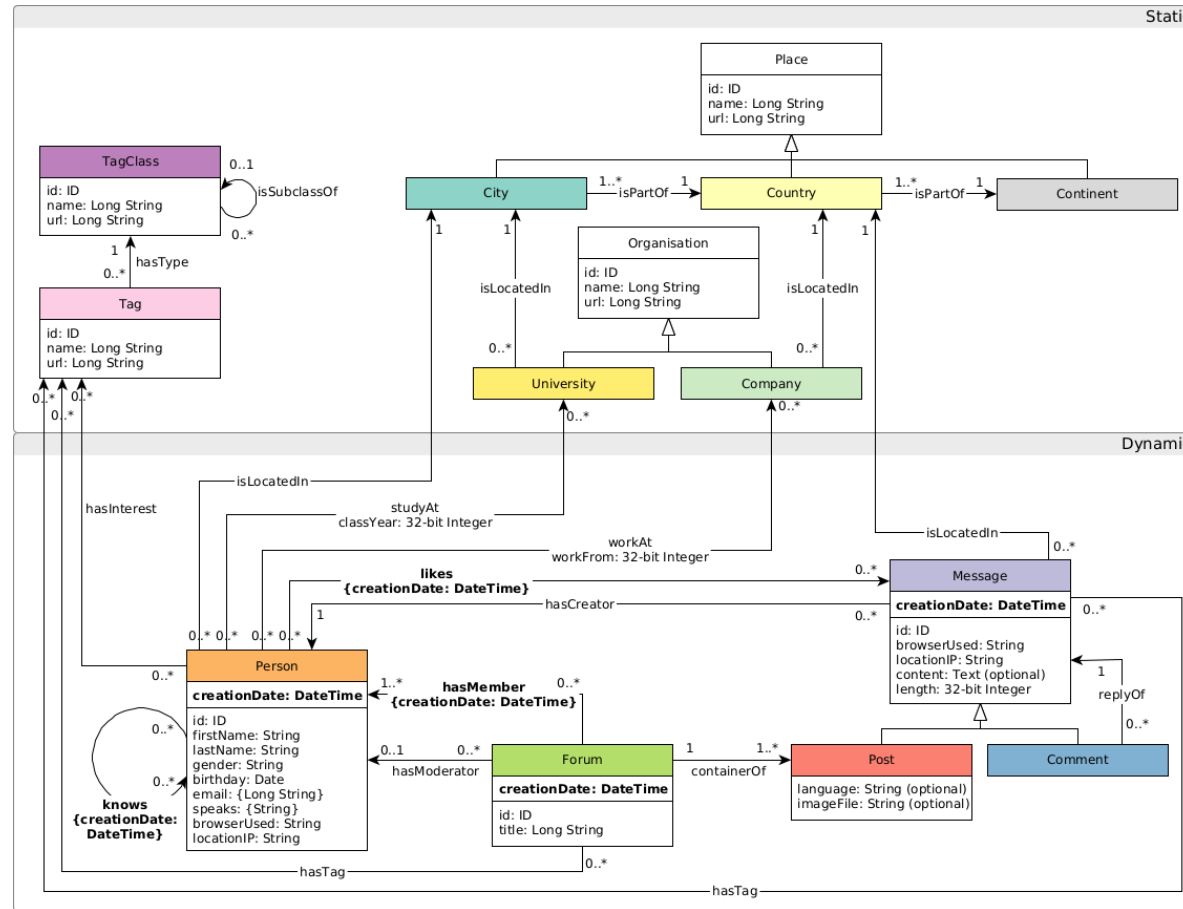 Stati
Place
id: ID
name: Long String
url: Long String
TagClass
id: ID
name: Long String
url: Long String
0..1
isSubclassOf
0..*
City
1..*
isPartOf
1
Country
1..*
isPartOf
1
Continent
1
1
1
1
Organisation
id: ID
name: Long String
url: Long String
1
hasType
0..*
isLocatedIn
isLocatedIn
Tag
id: ID
name: Long String
url: Long String
0..*
0..*
University
Company
0..*
0..*
0..*
0..*
0..*
Dynami
isLocatedIn
hasInterest
studyAt
classYear: 32-bit Integer
isLocatedIn
workAt
workFrom: 32-bit Integer
0..*
likes
{creationDate: DateTime}
0..*
Message
creationDate: DateTime
id: ID
browserUsed: String
locationIP: String
content: Text (optional)
length: 32-bit Integer
hasCreator
1
0..*
0..*
0..*
0..*
0..*
0..*
Person
creationDate: DateTime
id: ID
firstName: String
lastName: String
gender: String
birthday: Date
email: {Long String}
speaks: {String}
browserUsed: String
locationIP: String
0..*
1..*
hasMember
{creationDate: DateTime}
0..*
1
replyOf
0..*
0..*
0..*
knows
{creationDate:
DateTime}
0..1
hasModerator
0..*
Forum
creationDate: DateTime
id: ID
title: Long String
1
containerOf
1..*
Post
language: String (optional)
imageFile: String (optional)
Comment
0..*
hasTag
hasTag